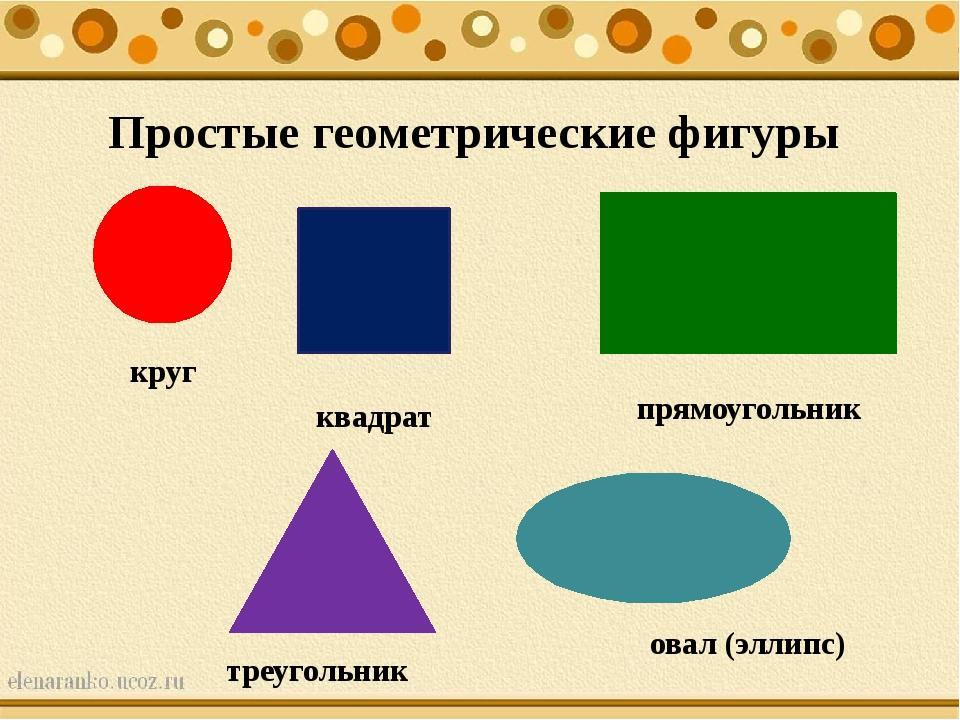 Простые геометрические фигуры
круг
квадрат
прямоугольник
треугольник
овал (эллипс)
elenaranko.ucoz.ru